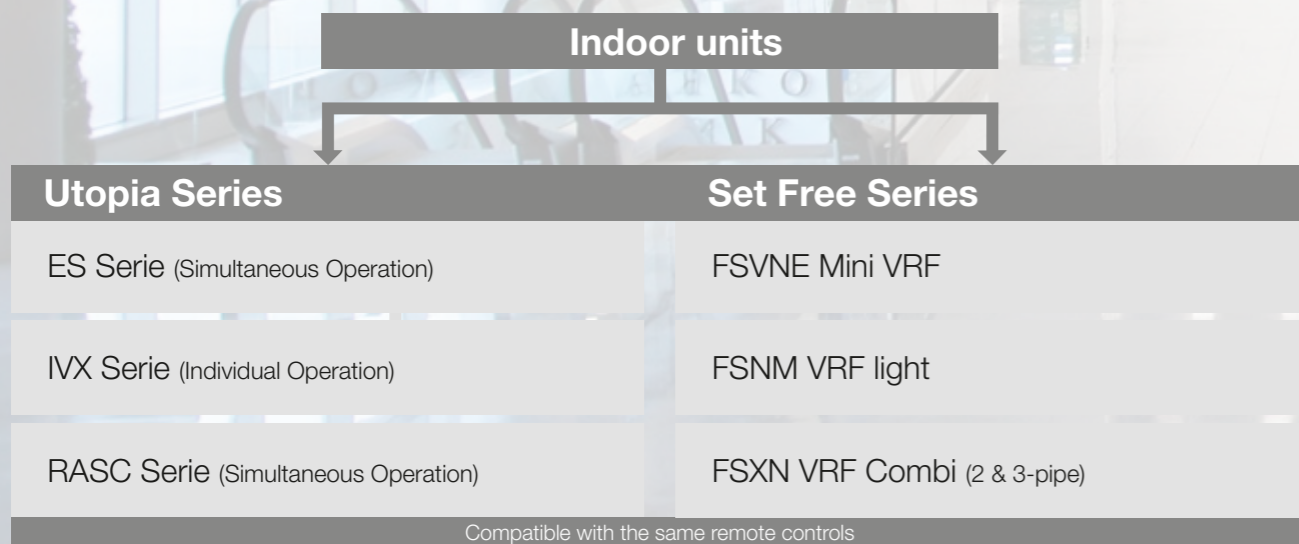 Indoor units
Utopia Series
Set Free Series
ES Serie (Simultaneous Operation)
FSVNE Mini VRF
IVX Serie (Individual Operation)
FSNM VRF light
RASC Serie (Simultaneous Operation)
FSXN VRF Combi (2 & 3-pipe)
Compatible with the same remote controls